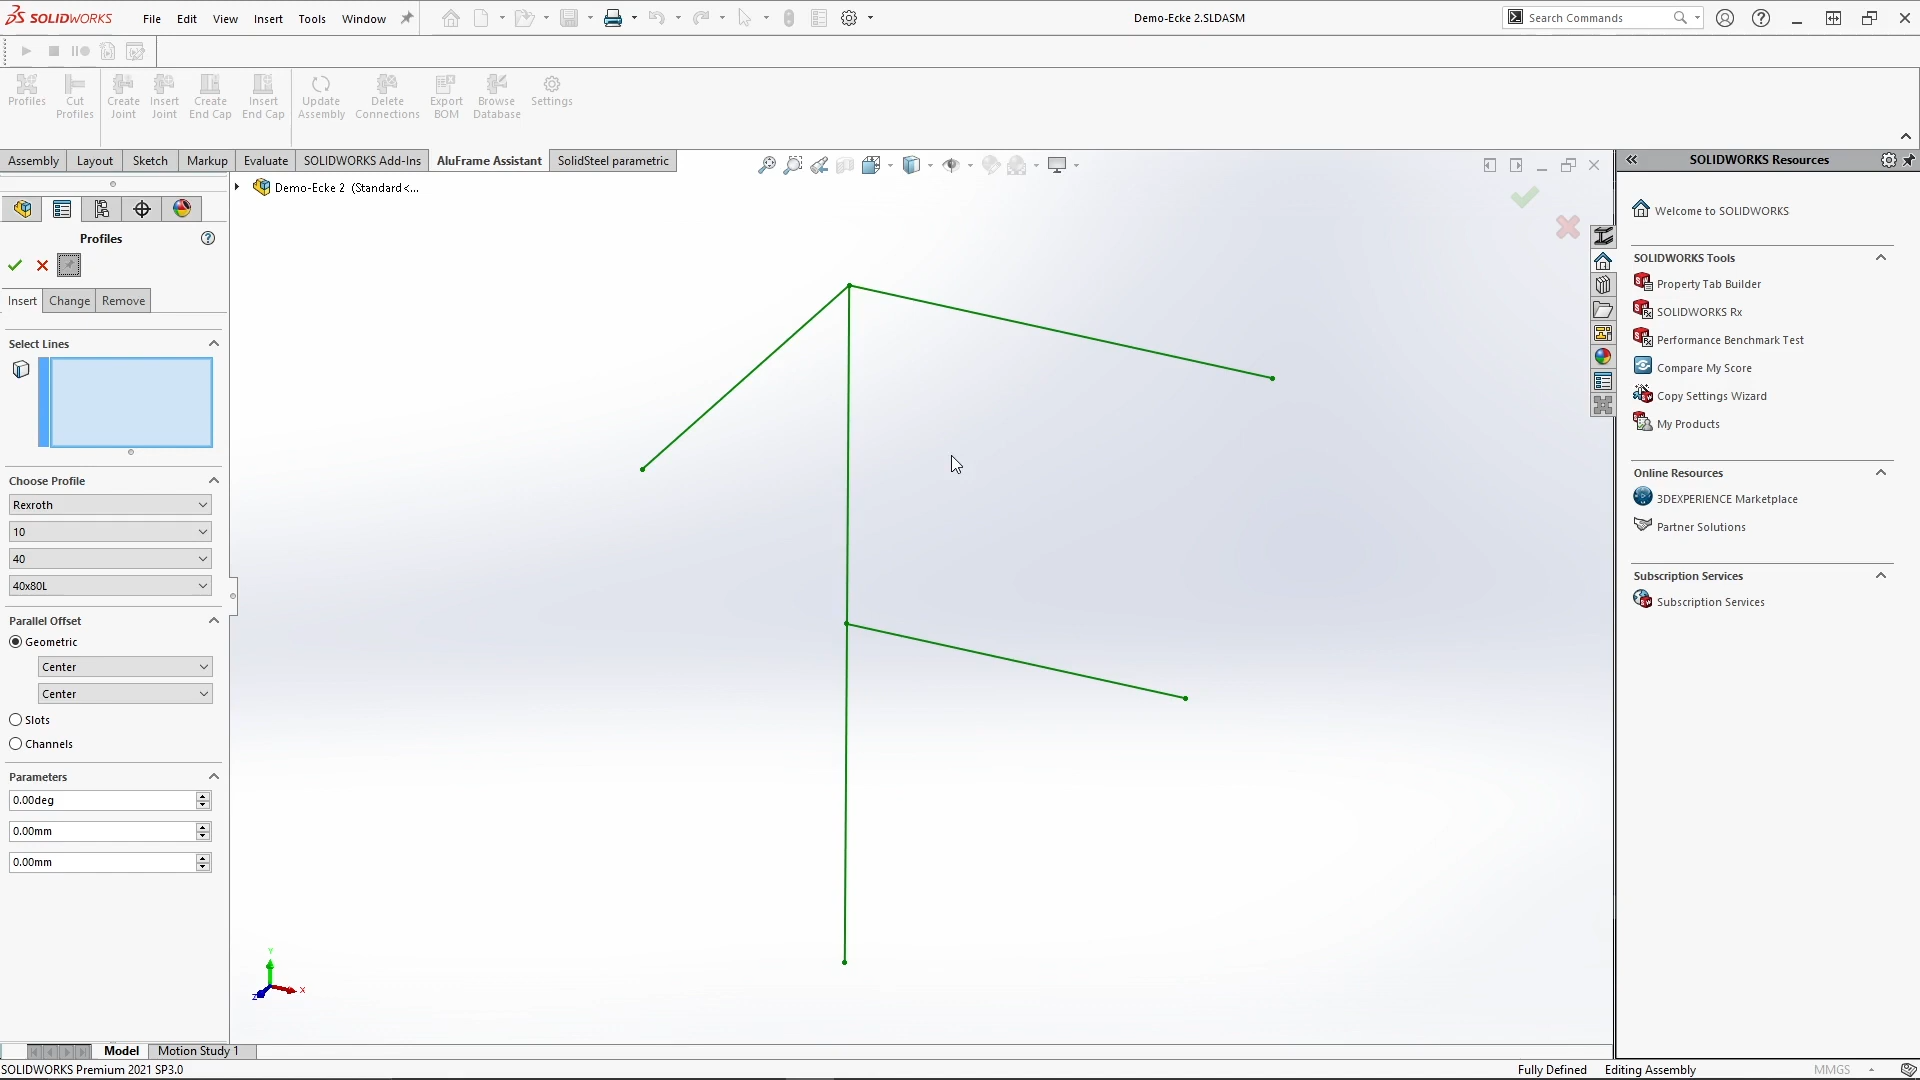 SOLIDWORKS File Edit View Insert Tools Window
Demo-Ecke 2.SLDASM
Search Commands
Profiles
Cut Profiles
Create Joint
Insert Joint
Create End Cap
Insert End Cap
Update Assembly
Delete Connections
Export BOM
Browse Database
Settings
Assembly Layout Sketch Markup Evaluate SOLIDWORKS Add-Ins AluFrame Assistant SolidSteel parametric
Demo-Ecke 2 (Standard<...
Profiles
Insert Change Remove
Select Lines
Choose Profile
Rexroth
10
40
40x80L
Parallel Offset
Geometric
Center
Center
Slots
Channels
Parameters
0.00deg
0.00mm
0.00mm
Y
X
Z
SOLIDWORKS Resources
Welcome to SOLIDWORKS
SOLIDWORKS Tools
Property Tab Builder
SOLIDWORKS Rx
Performance Benchmark Test
Compare My Score
Copy Settings Wizard
My Products
Online Resources
3DEXPERIENCE Marketplace
Partner Solutions
Subscription Services
Subscription Services
Model Motion Study 1
SOLIDWORKS Premium 2021 SP3.0
Fully Defined Editing Assembly MMGS